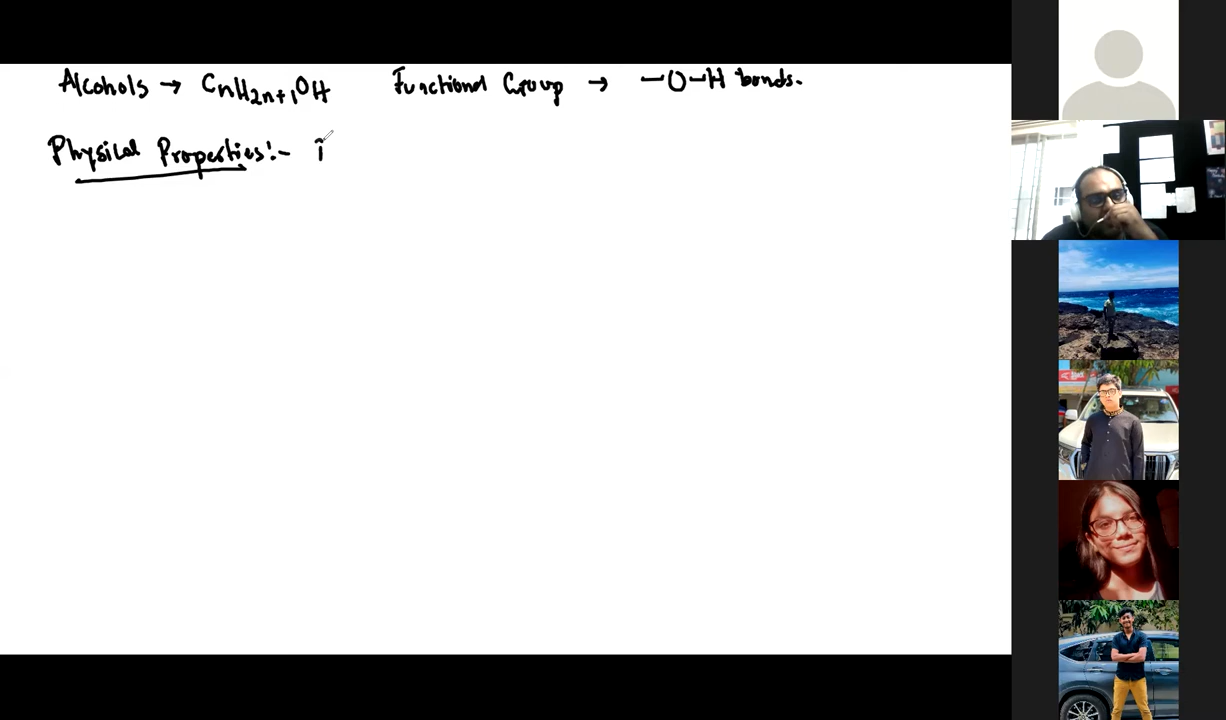 Alcohols → CnH2n+1OH Functional Group → —O—H bonds.
Physical Properties:- i